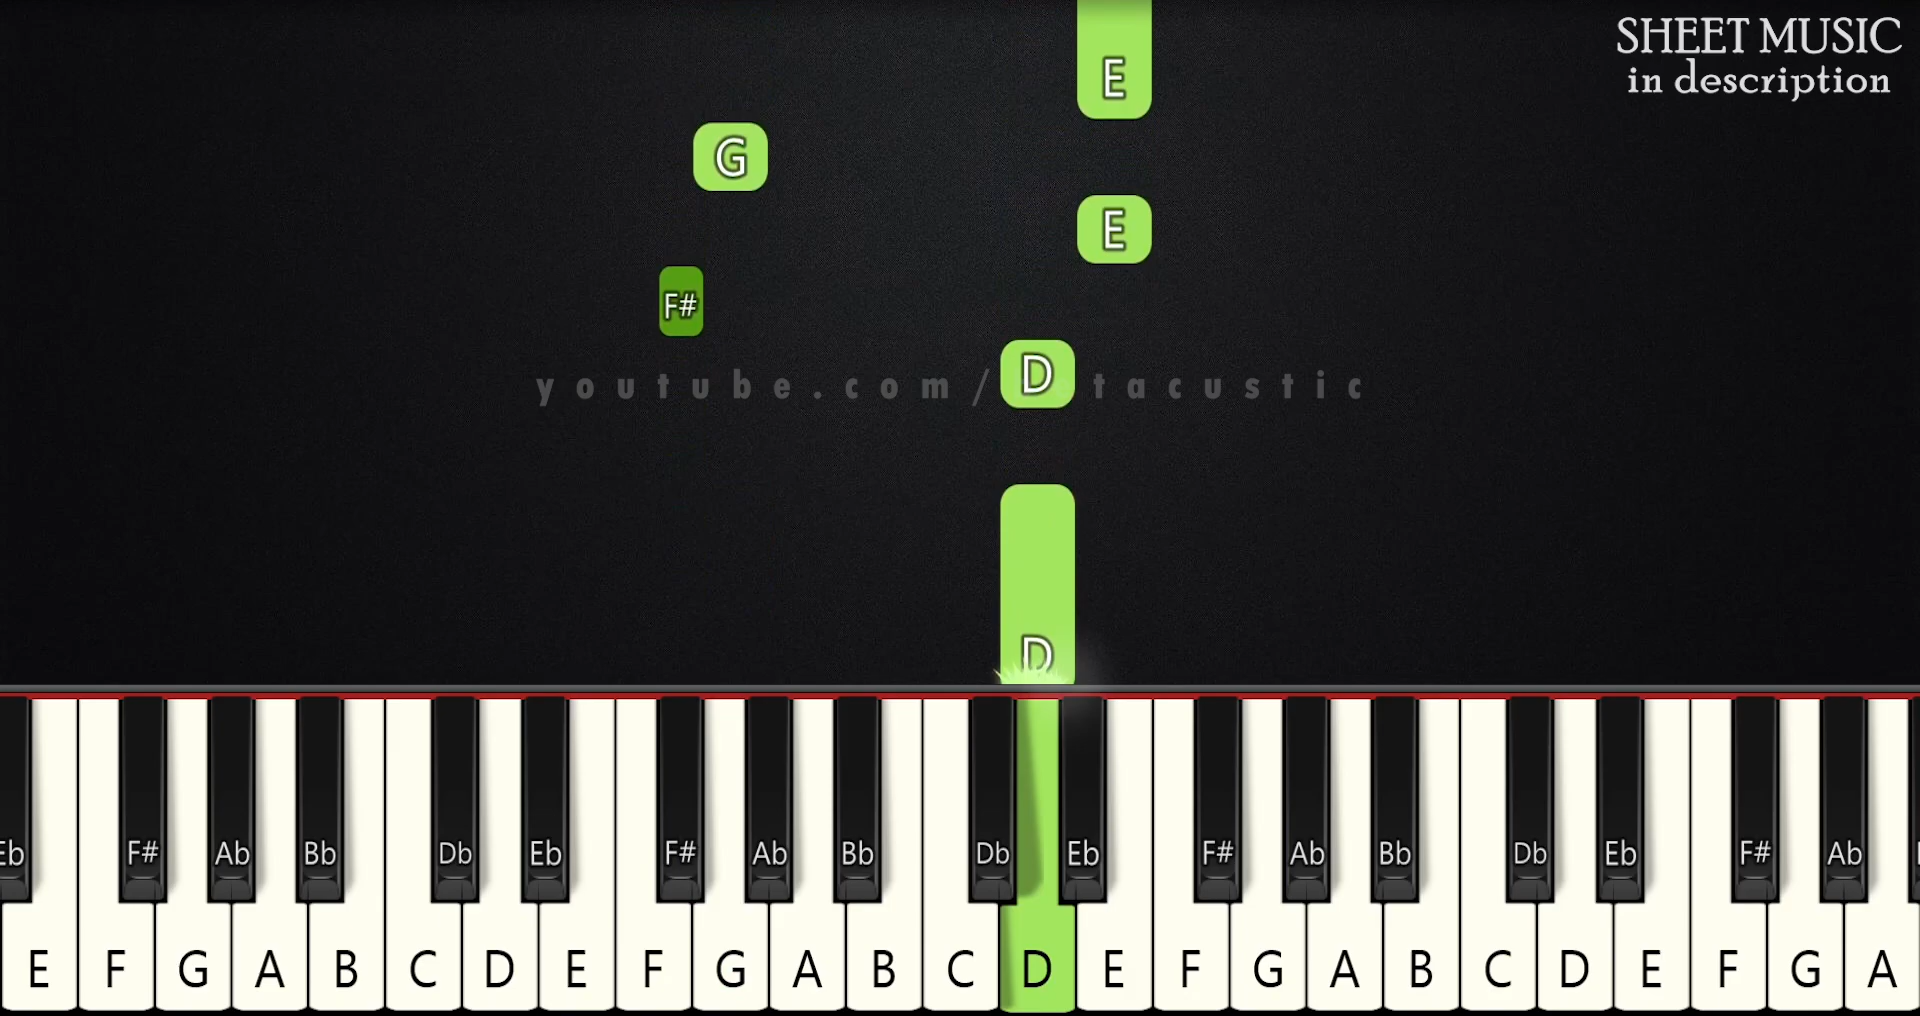 SHEET MUSIC
in description
E
G
E
F#
D
youtube.com/ tacustic
D
Eb F# Ab Bb Db Eb F# Ab Bb Db Eb F# Ab Bb Db Eb F# Ab
E F G A B C D E F G A B C D E F G A B C D E F G A